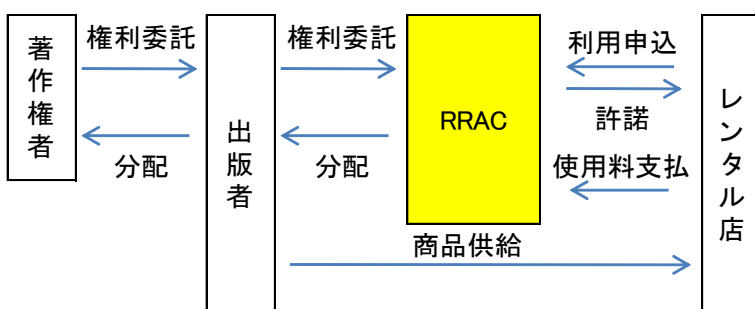 著作権者
権利委託
分配
出版者
権利委託
分配
RRAC
利用申込
許諾
使用料支払
商品供給
レンタル店